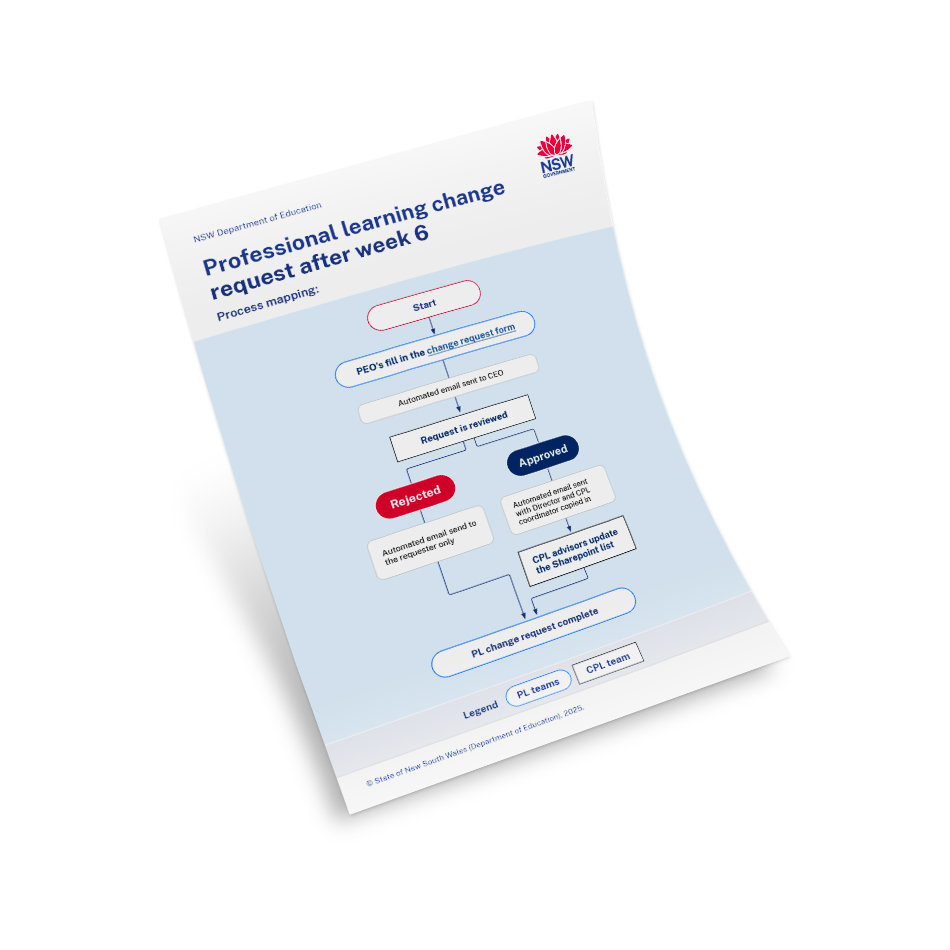 NSW
GOVERNMENT
NSW Department of Education
Professional learning change
request after week 6
Process mapping:
Start
PEO's fill in the change request form
Automated email sent to CEO
Request is reviewed
Approved
Rejected
Automated email sent
with Director and CPL
coordinator copied in
Automated email send to
the requester only
CPL advisors update
the Sharepoint list
PL change request complete
Legend
PL teams
CPL team
© State of New South Wales (Department of Education), 2025.